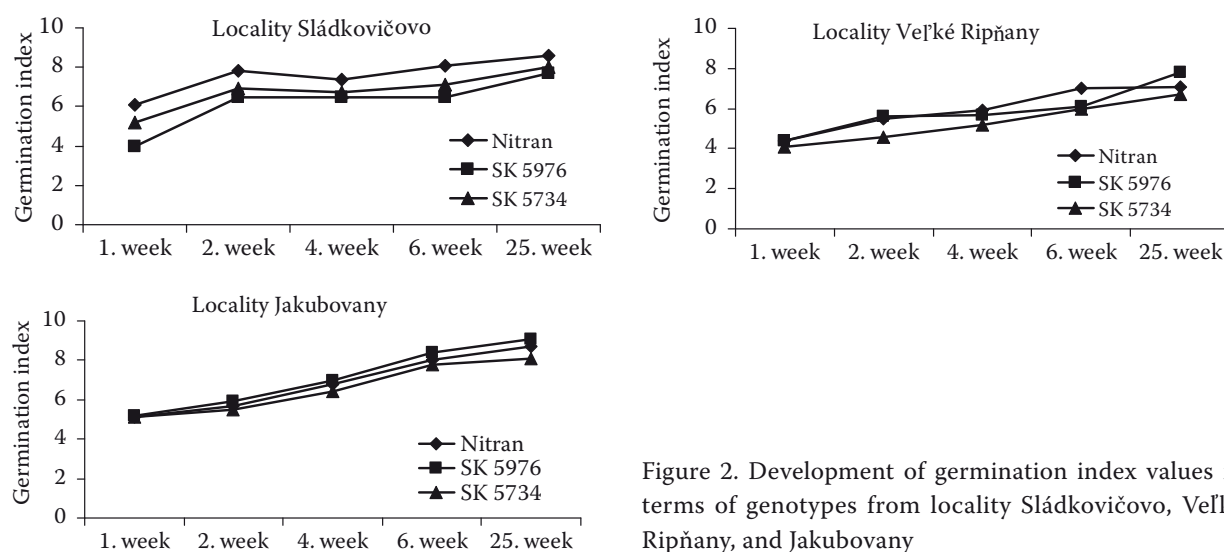 Locality Sládkovičovo
Germination index
10
8
6
4
2
0
Nitran
SK 5976
SK 5734
1. week 2. week 4. week 6. week 25. week
Locality Veľké Ripňany
Germination index
10
8
6
4
2
0
Nitran
SK 5976
SK 5734
1. week 2. week 4. week 6. week 25. week
Locality Jakubovany
Germination index
10
8
6
4
2
0
Nitran
SK 5976
SK 5734
1. week 2. week 4. week 6. week 25. week
Figure 2. Development of germination index values
terms of genotypes from locality Sládkovičovo,
Ripňany, and Jakubovany